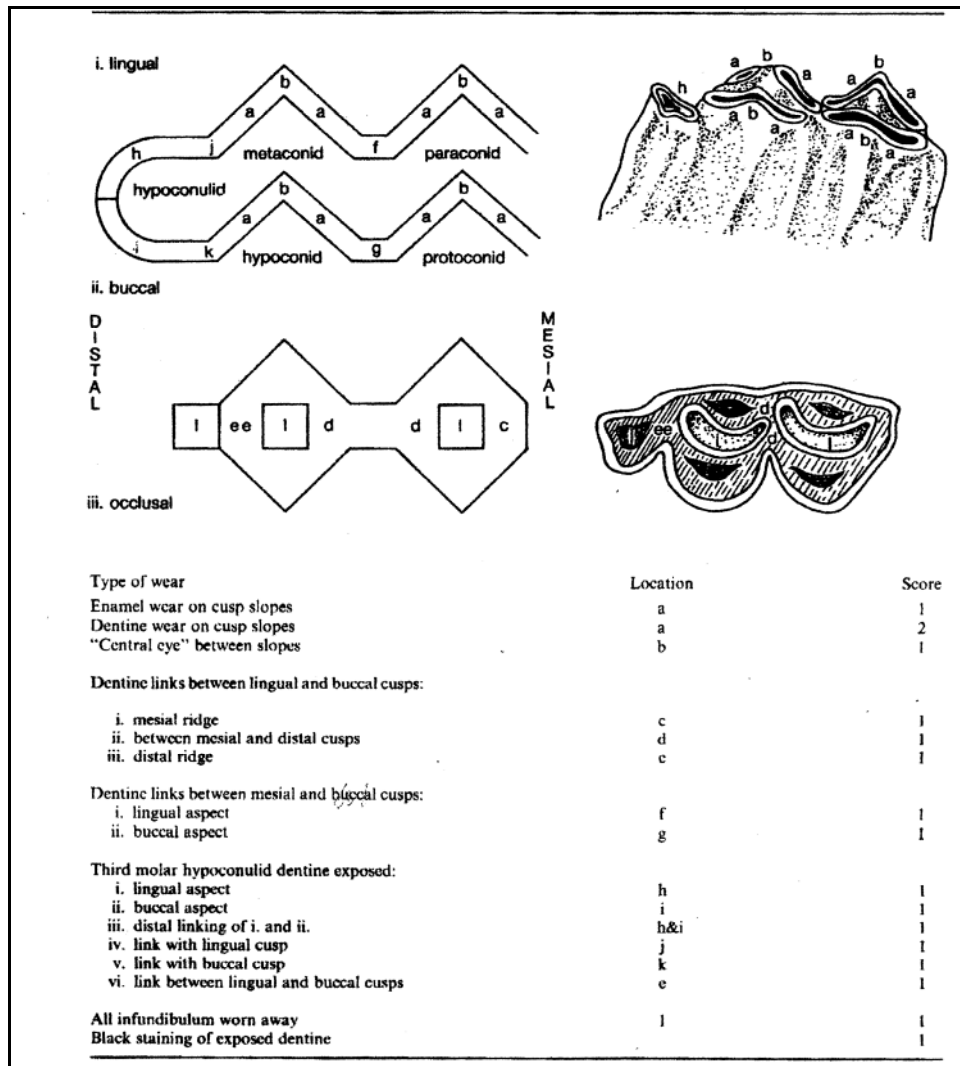 i. lingual
b b
a a a a
h j metaconid f paraconid
hypoconulid
b b
a a a a
i k hypoconid g protoconid
ii. buccal
a b a b a
h a
i a b a a b a
DISTAL
MESIAL
l ee l d d l c
iii. occlusal
d
l ee l d l
Type of wear Location Score
Enamel wear on cusp slopes a 1
Dentine wear on cusp slopes a 2
"Central eye" between slopes b 1
Dentine links between lingual and buccal cusps:
i. mesial ridge c 1
ii. between mesial and distal cusps d 1
iii. distal ridge c 1
Dentine links between mesial and buccal cusps:
i. lingual aspect f 1
ii. buccal aspect g 1
Third molar hypoconulid dentine exposed:
i. lingual aspect h 1
ii. buccal aspect i 1
iii. distal linking of i. and ii. h&i 1
iv. link with lingual cusp j 1
v. link with buccal cusp k 1
vi. link between lingual and buccal cusps e 1
All infundibulum worn away l 1
Black staining of exposed dentine 1